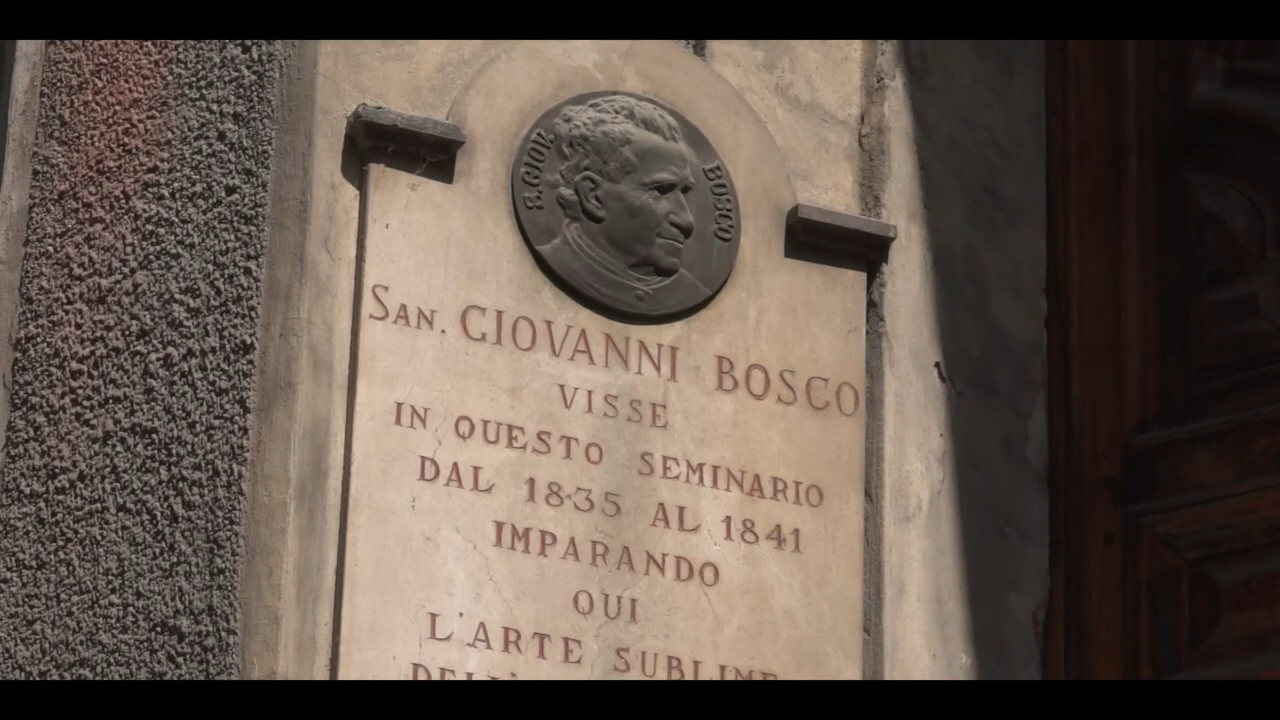 S. GIOV. BOSCO
SAN. GIOVANNI BOSCO
VISSE
IN QUESTO SEMINARIO
DAL 1835 AL 1841
IMPARANDO
QUI
L'ARTE SUBLIME